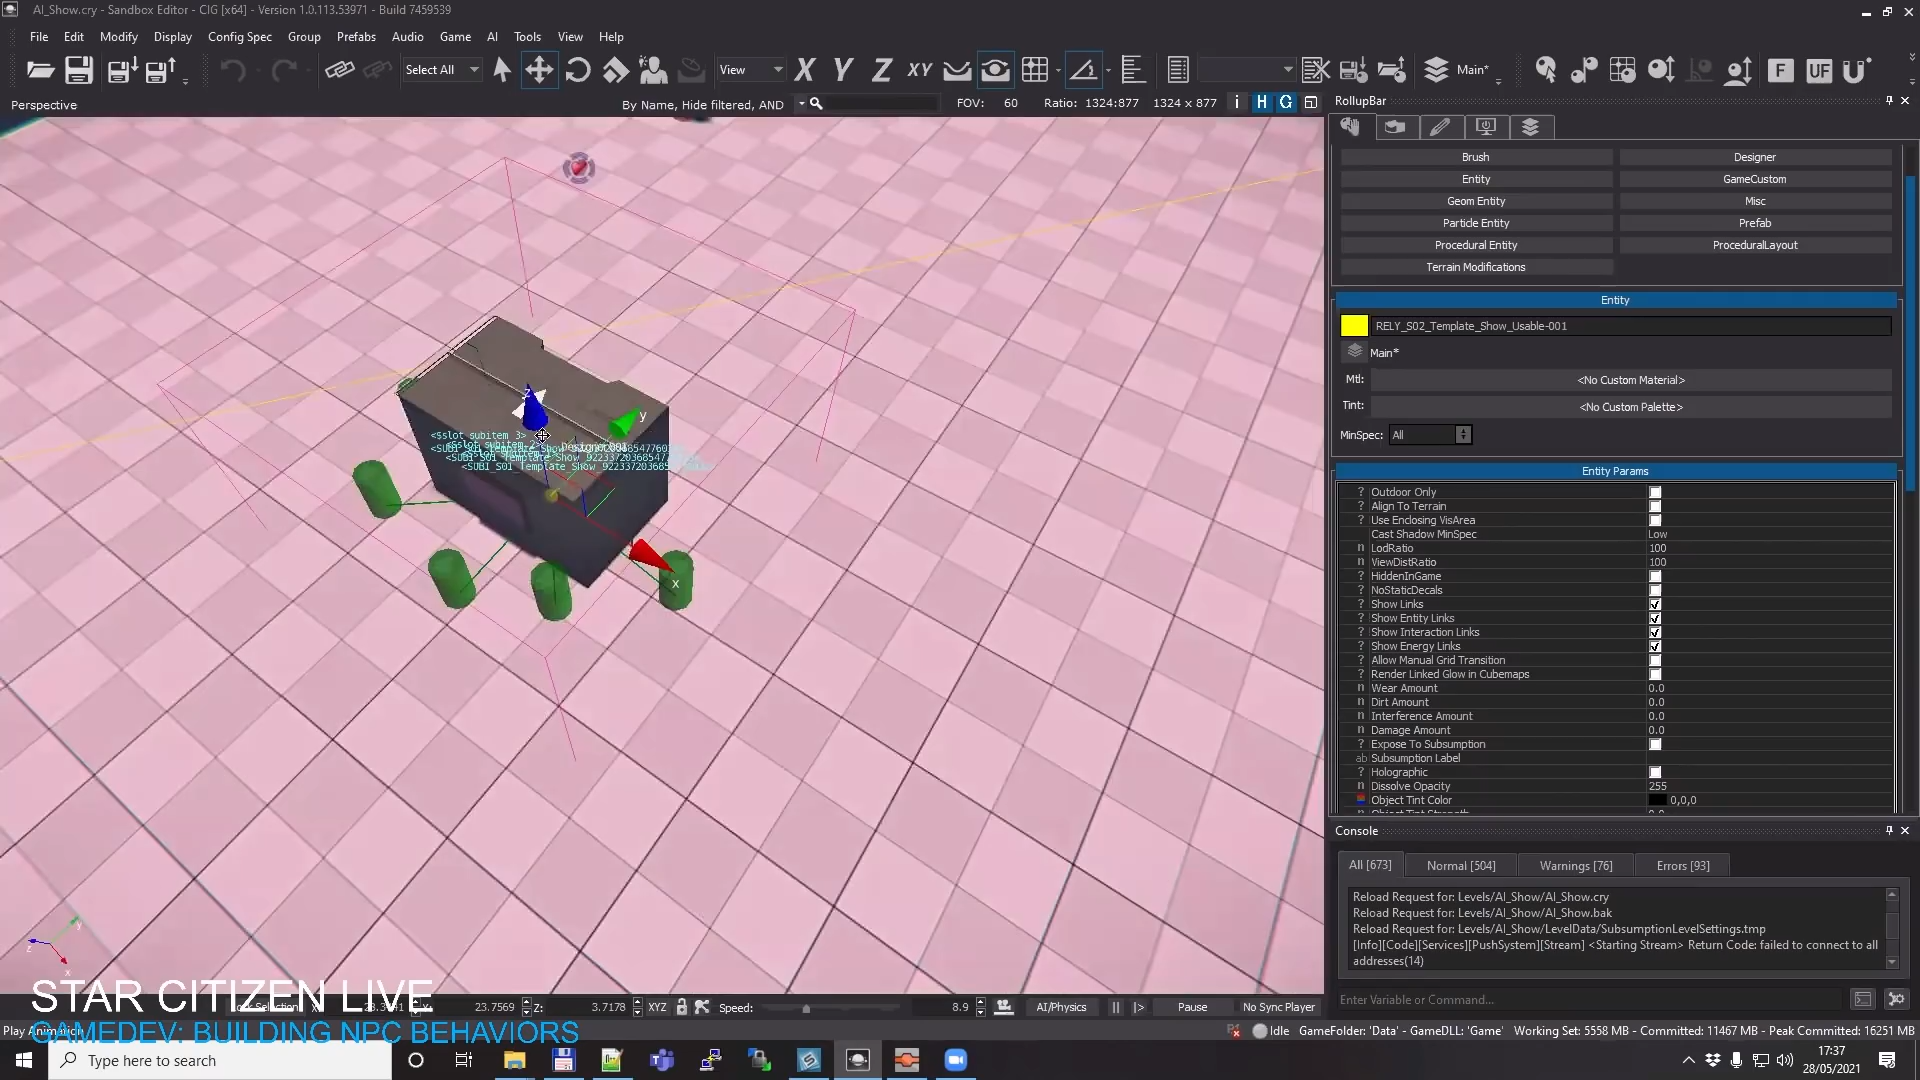 AI_Show.cry - Sandbox Editor - CIG [x64] - Version 1.0.113.53971 - Build 7459539
File Edit Modify Display Config Spec Group Prefabs Audio Game AI Tools View Help
Select All View X Y Z XY Main* F UF
Perspective By Name, Hide filtered, AND FOV: 60 Ratio: 1324:877 1324 x 877 i H G
RollupBar
Brush Designer
Entity GameCustom
Geom Entity Misc
Particle Entity Prefab
Procedural Entity ProceduralLayout
Terrain Modifications
Entity
RELY_S02_Template_Show_Usable-001
Main*
Mtl: <No Custom Material>
Tint: <No Custom Palette>
MinSpec: All
Entity Params
? Outdoor Only
? Align To Terrain
? Use Enclosing VisArea
Cast Shadow MinSpec Low
n LodRatio 100
n ViewDistRatio 100
? HiddenInGame
? NoStaticDecals
? Show Links
? Show Entity Links
? Show Interaction Links
? Show Energy Links
? Allow Manual Grid Transition
? Render Linked Glow in Cubemaps
n Wear Amount 0.0
n Dirt Amount 0.0
n Interference Amount 0.0
n Damage Amount 0.0
? Expose To Subsumption
ab Subsumption Label
? Holographic
n Dissolve Opacity 255
Object Tint Color 0,0,0
z
y
x
<$slot_subitem_3>
Console
All [673] Normal [504] Warnings [76] Errors [93]
Reload Request for: Levels/AI_Show/AI_Show.cry
Reload Request for: Levels/AI_Show/AI_Show.bak
Reload Request for: Levels/AI_Show/LevelData/SubsumptionLevelSettings.tmp
[Info][Code][Services][PushSystem][Stream] <Starting Stream> Return Code: failed to connect to all
addresses(14)
Enter Variable or Command...
y
z
x
STAR CITIZEN LIVE
GAMEDEV: BUILDING NPC BEHAVIORS
23.7569 Z: 3.7178 XYZ Speed: 8.9 AI/Physics Pause No Sync Player
Idle GameFolder: 'Data' - GameDLL: 'Game' Working Set: 5558 MB - Committed: 11467 MB - Peak Committed: 16251 MB
Type here to search
17:37
28/05/2021